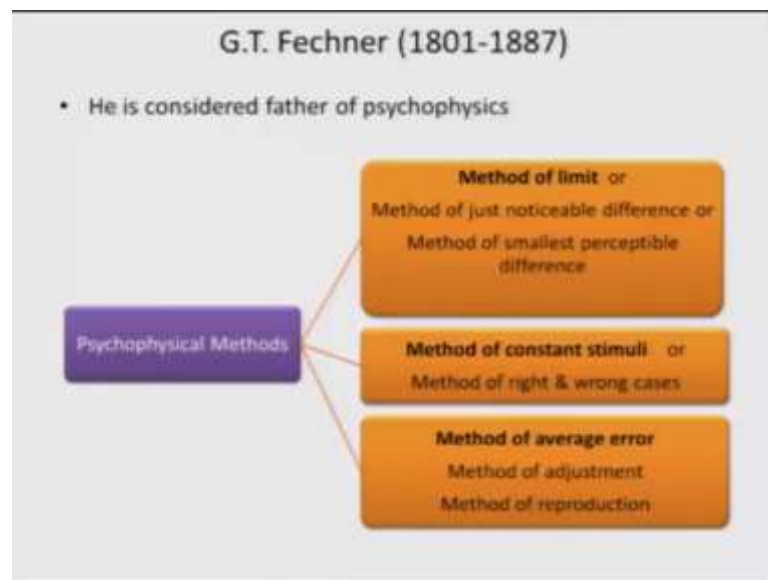 G.T. Fechner (1801-1887)
• He is considered father of psychophysics
Psychophysical Methods
Method of limit or
Method of just noticeable difference or
Method of smallest perceptible
difference
Method of constant stimuli or
Method of right & wrong cases
Method of average error
Method of adjustment
Method of reproduction